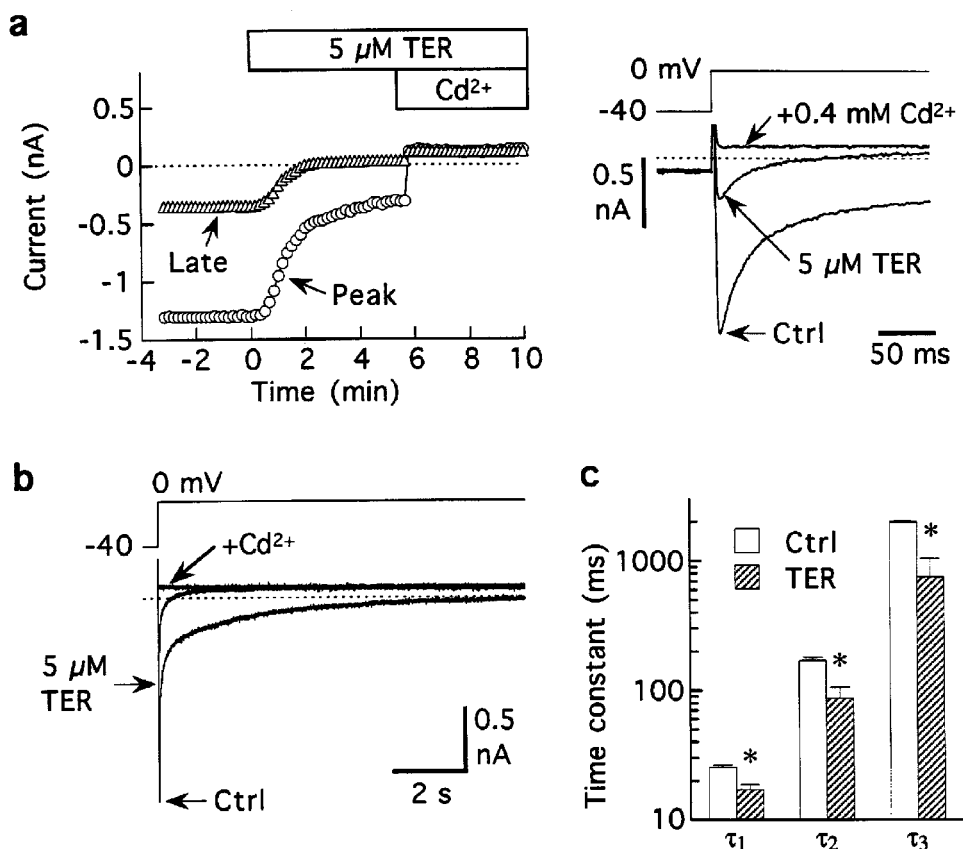 a
5 µM TER
Cd²⁺
0.5
0
-0.5
-1
-1.5
Current (nA)
Late
Peak
-4 -2 0 2 4 6 8 10
Time (min)
0 mV
-40
+0.4 mM Cd²⁺
0.5
nA
5 µM TER
Ctrl
50 ms
b
0 mV
-40
+Cd²⁺
5 µM
TER
Ctrl
0.5
nA
2 s
c
Time constant (ms)
1000
100
10
Ctrl
TER
*
*
*
τ₁ τ₂ τ₃